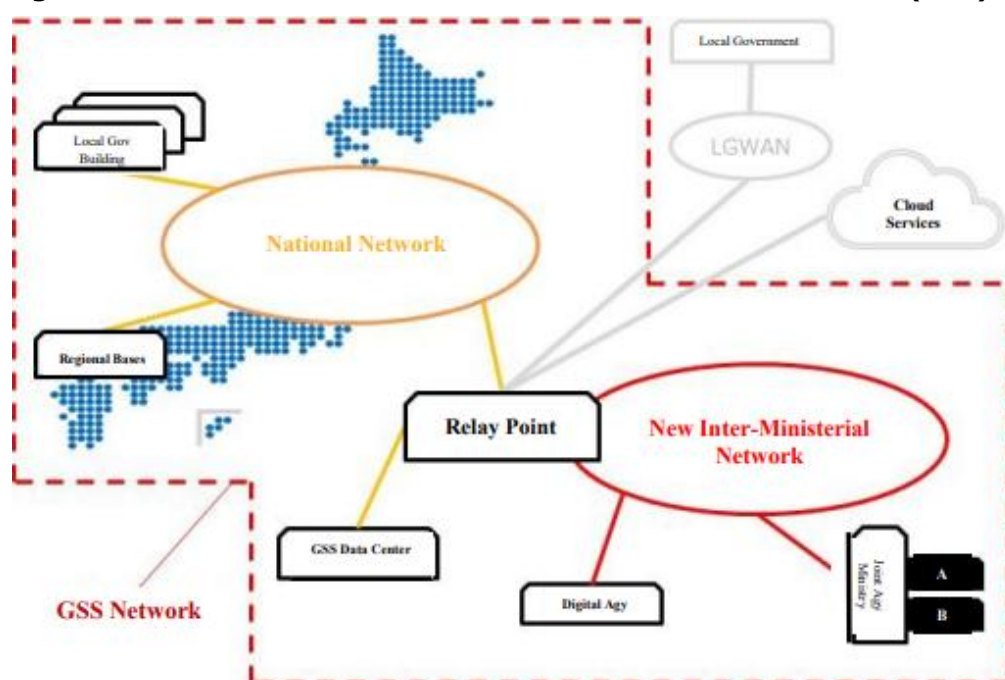 Local Government
Local Gov
Building
LGWAN
Cloud
Services
National Network
Regional Bases
Relay Point
New Inter-Ministerial
Network
GSS Data Center
Digital Agy
Joint Agy
Ministry
A
B
GSS Network